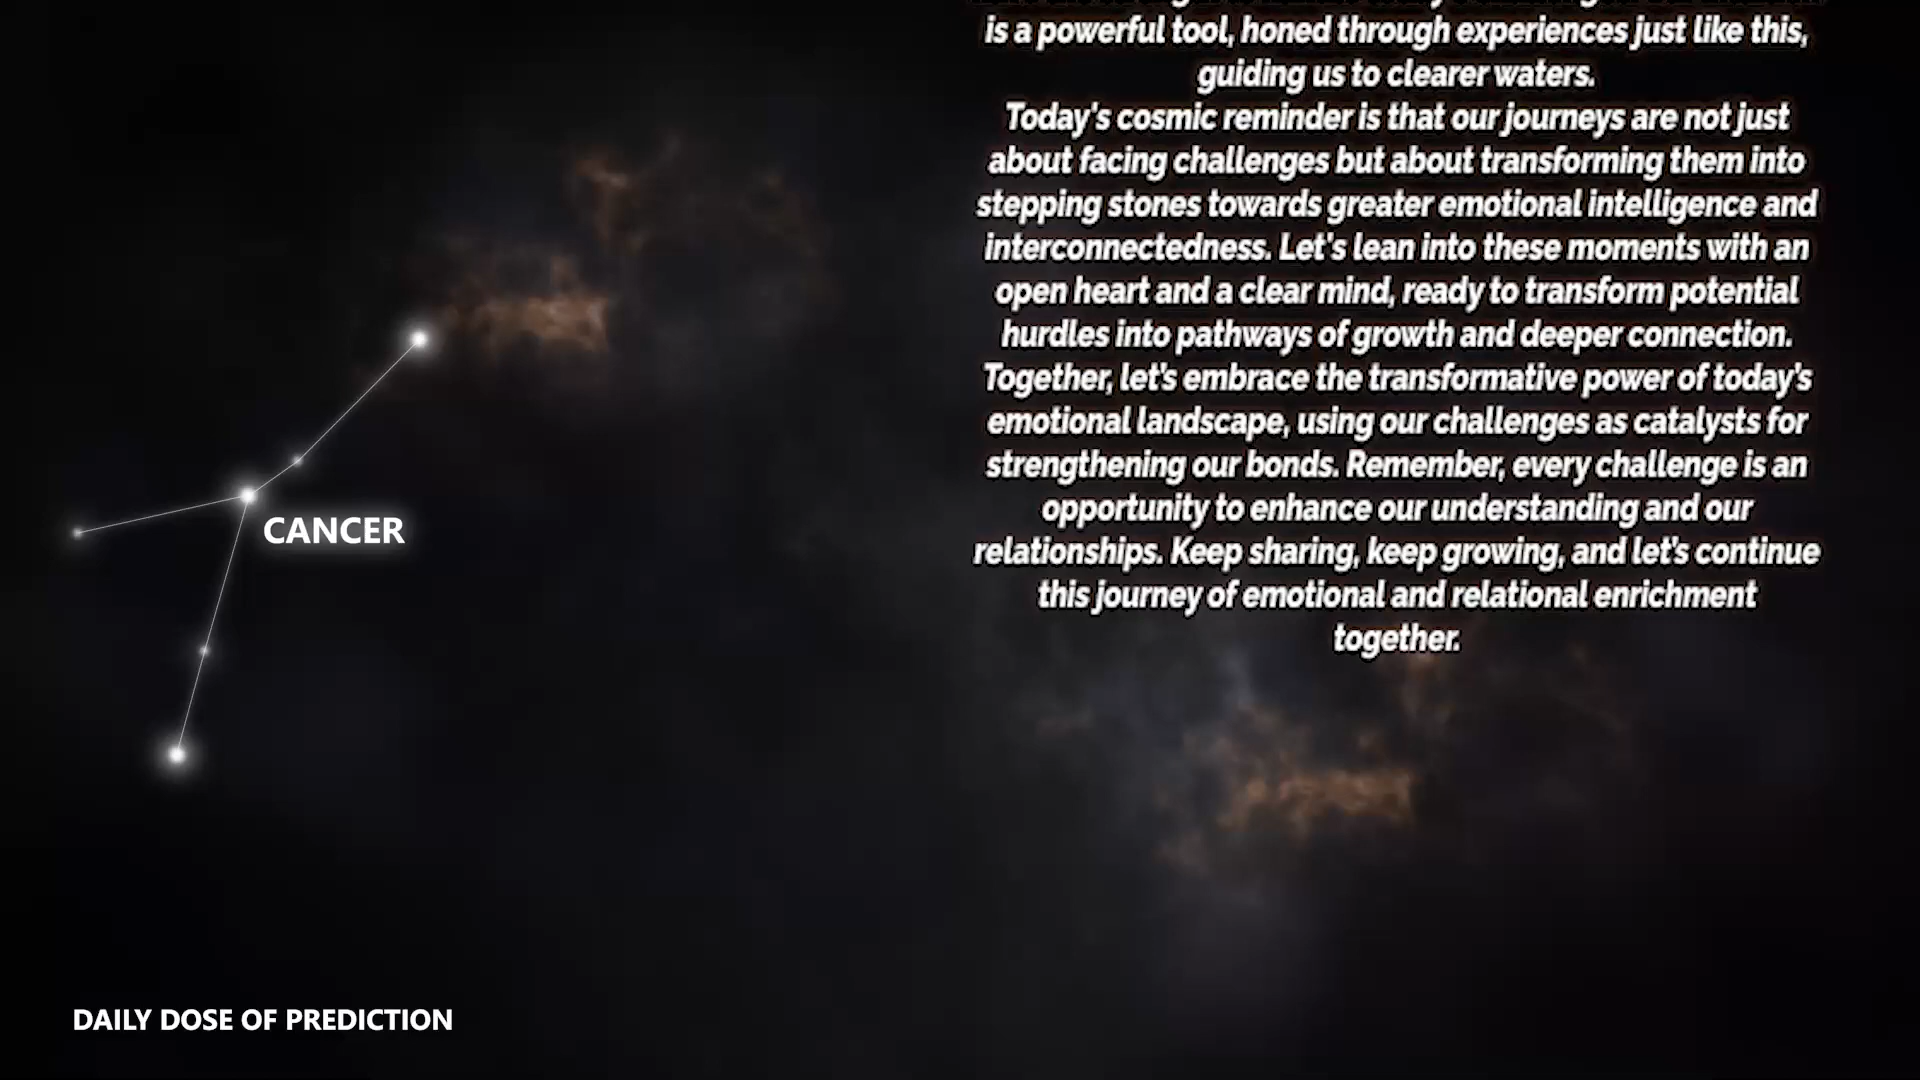 is a powerful tool, honed through experiences just like this,
guiding us to clearer waters.
Today's cosmic reminder is that our journeys are not just
about facing challenges but about transforming them into
stepping stones towards greater emotional intelligence and
interconnectedness. Let's lean into these moments with an
open heart and a clear mind, ready to transform potential
hurdles into pathways of growth and deeper connection.
Together, let's embrace the transformative power of today's
emotional landscape, using our challenges as catalysts for
strengthening our bonds. Remember, every challenge is an
opportunity to enhance our understanding and our
relationships. Keep sharing, keep growing, and let's continue
this journey of emotional and relational enrichment
together.
CANCER
DAILY DOSE OF PREDICTION